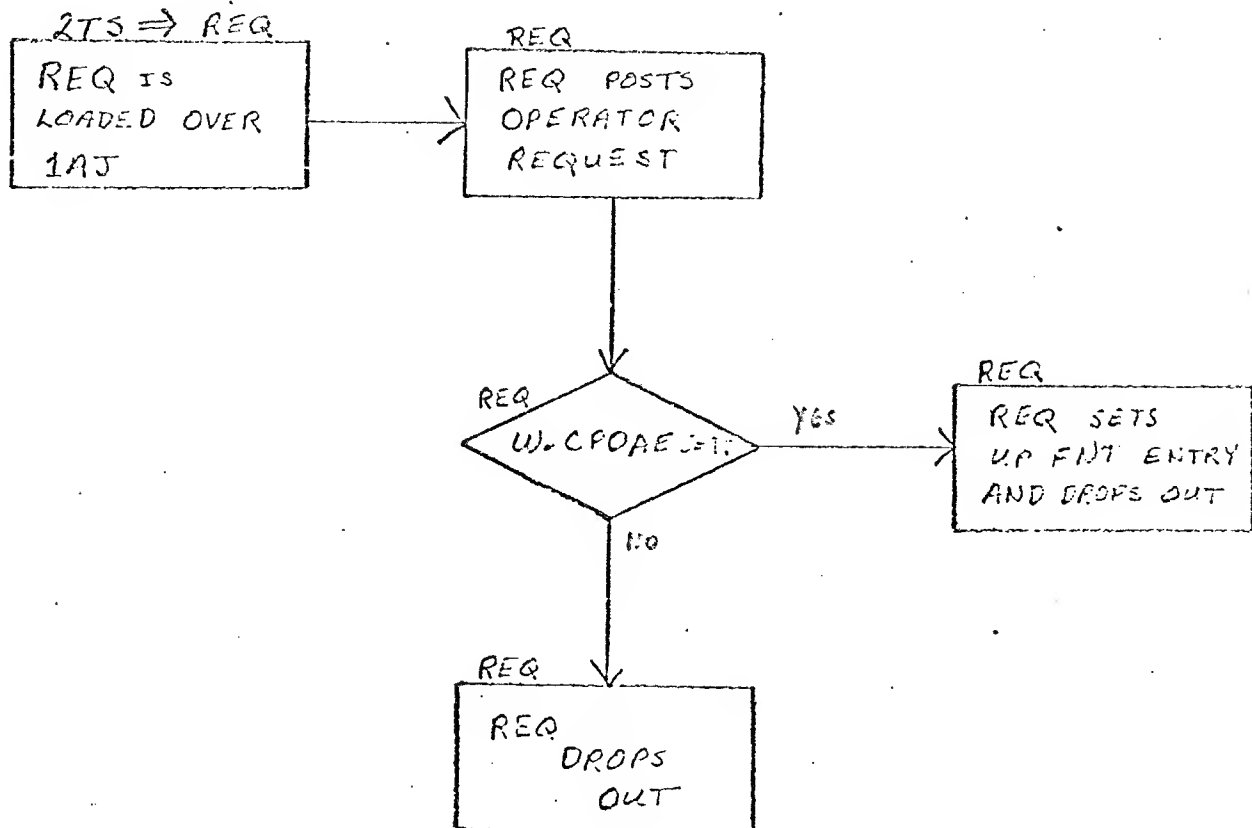 2TS ⇒ REQ
REQ IS
LOADED OVER
1AJ
REQ
REQ POSTS
OPERATOR
REQUEST
REQ
YES
NO
REQ
REQ SETS
UP FNT ENTRY
AND DROPS OUT
REQ
REQ
DROPS
OUT